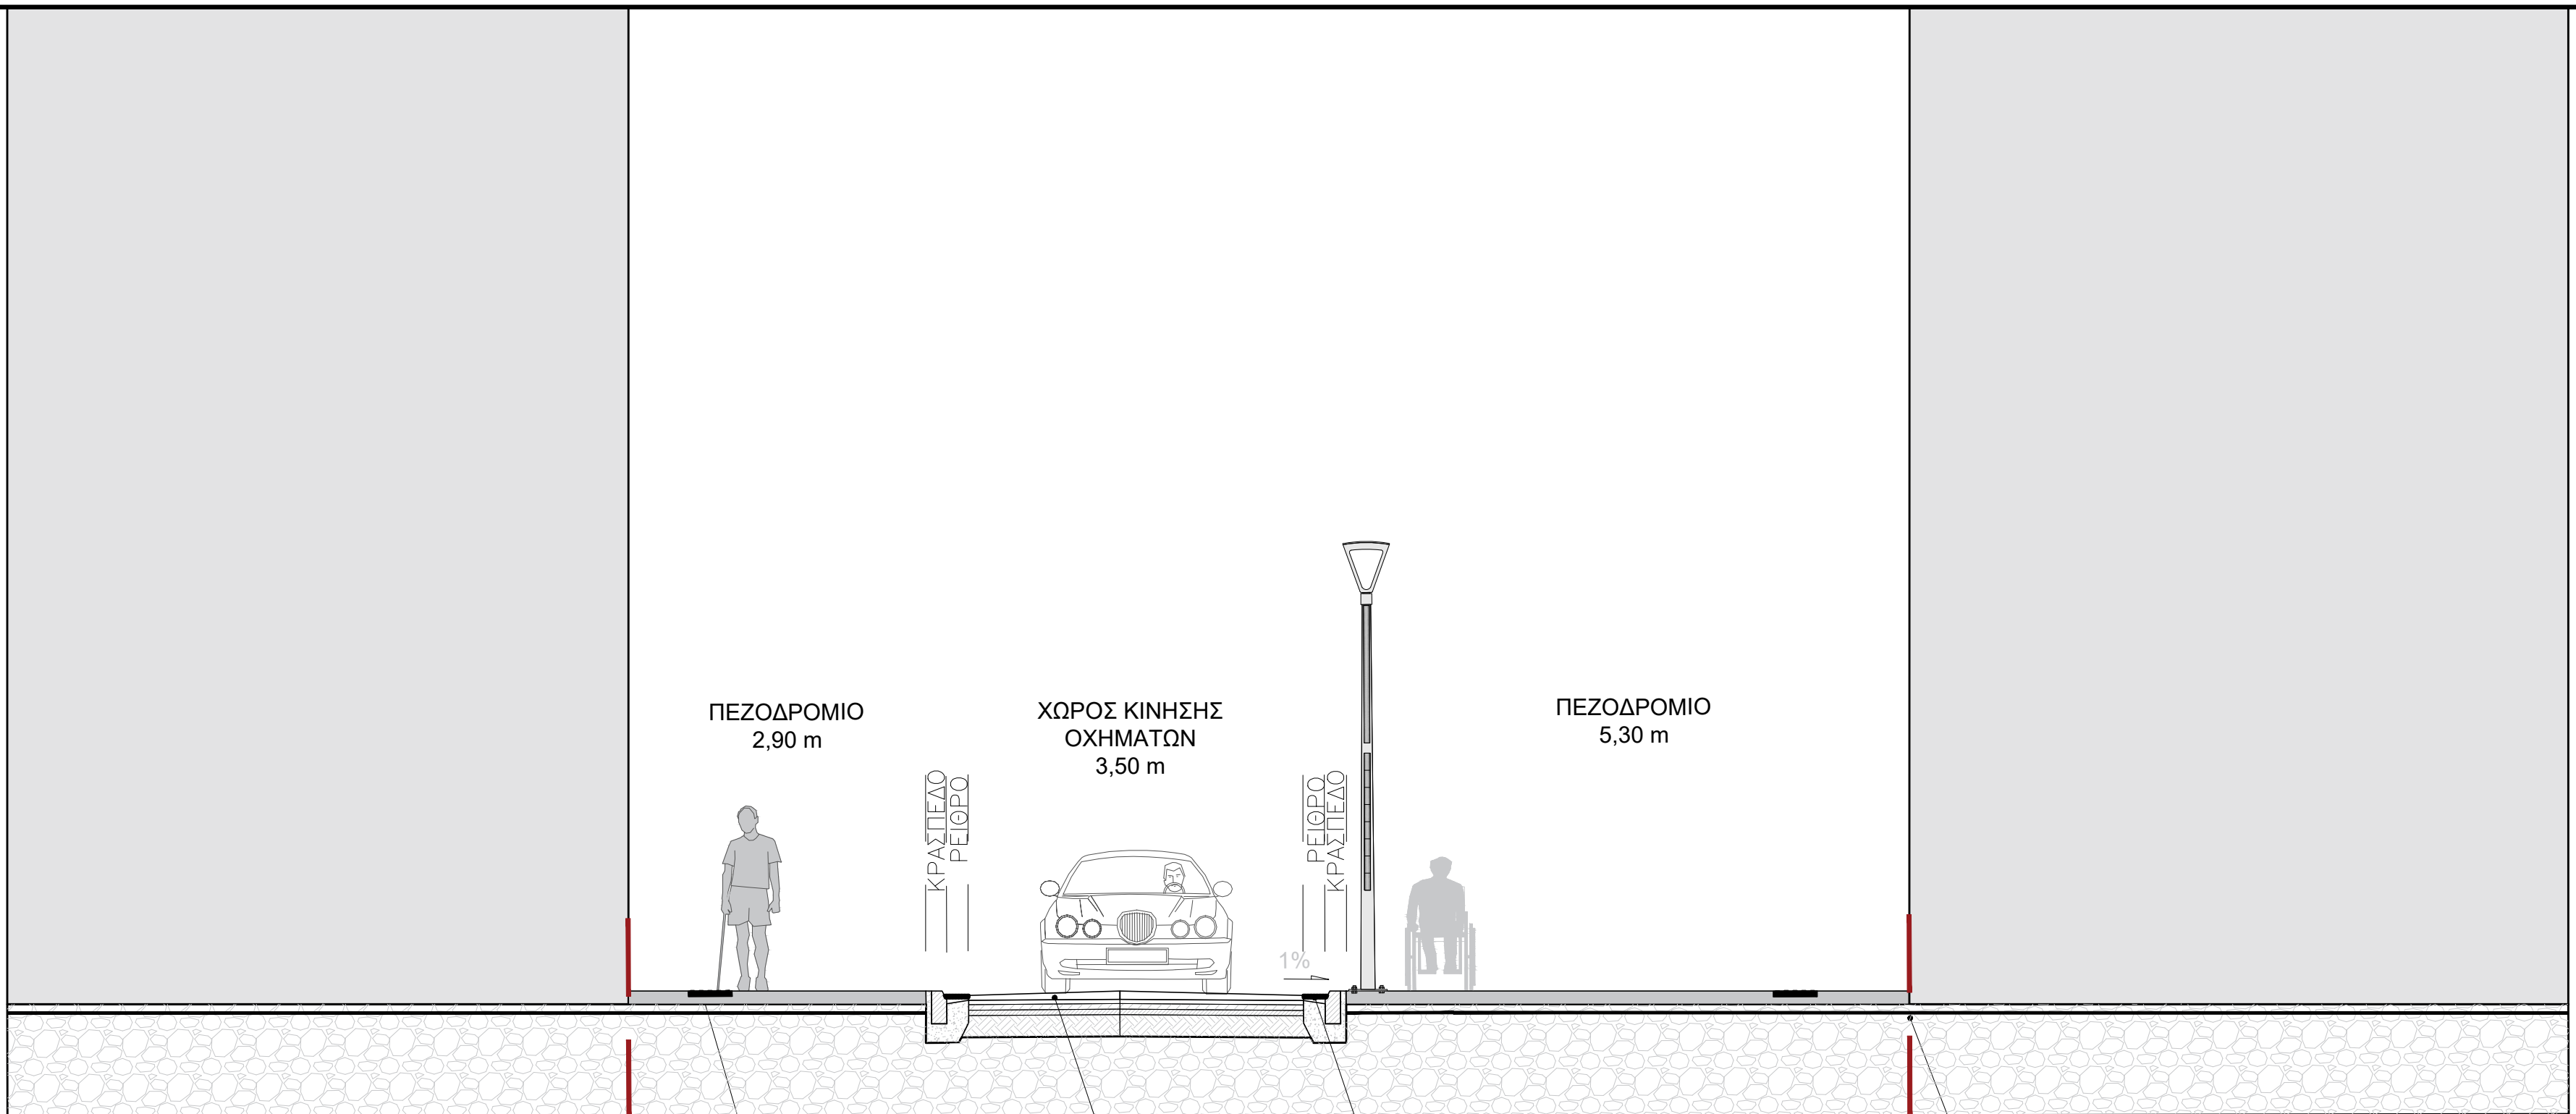 ΠΕΖΟΔΡΟΜΙΟ
2,90 m
ΧΩΡΟΣ ΚΙΝΗΣΗΣ
ΟΧΗΜΑΤΩΝ
3,50 m
ΠΕΖΟΔΡΟΜΙΟ
5,30 m
ΚΡΑΣΠΕΔΟ
ΡΕΙΘΡΟ
ΡΕΙΘΡΟ
ΚΡΑΣΠΕΔΟ
1%